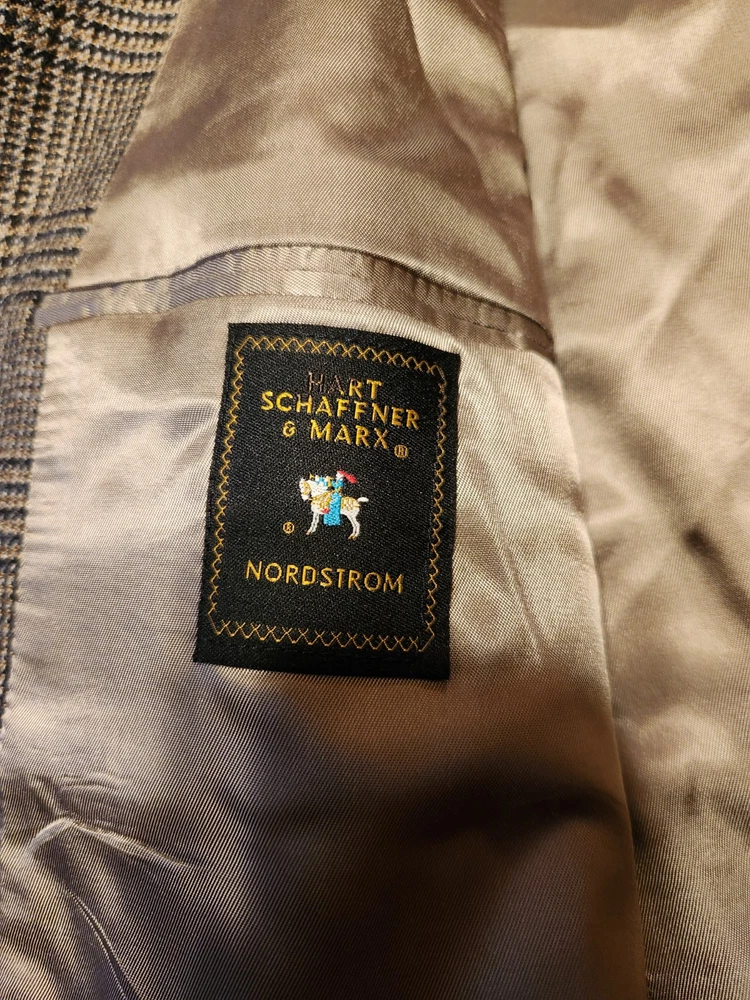 HART
SCHAFFNER
& MARX®
®
NORDSTROM